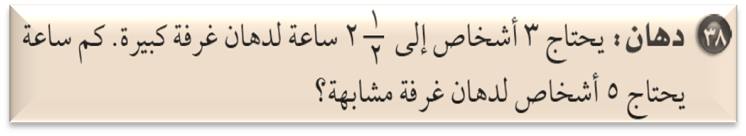 ٣٨ دهان: يحتاج ٣ أشخاص إلى ٢ ١/٢ ساعة لدهان غرفة كبيرة. كم ساعة
يحتاج ٥ أشخاص لدهان غرفة مشابهة؟